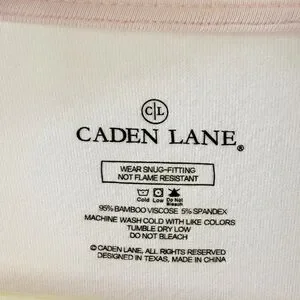 C|L
CADEN LANE®
WEAR SNUG-FITTING
NOT FLAME RESISTANT
Cold Low Do Not
Bleach
95% BAMBOO VISCOSE 5% SPANDEX
MACHINE WASH COLD WITH LIKE COLORS
TUMBLE DRY LOW
DO NOT BLEACH
© CADEN LANE, ALL RIGHTS RESERVED
DESIGNED IN TEXAS, MADE IN CHINA